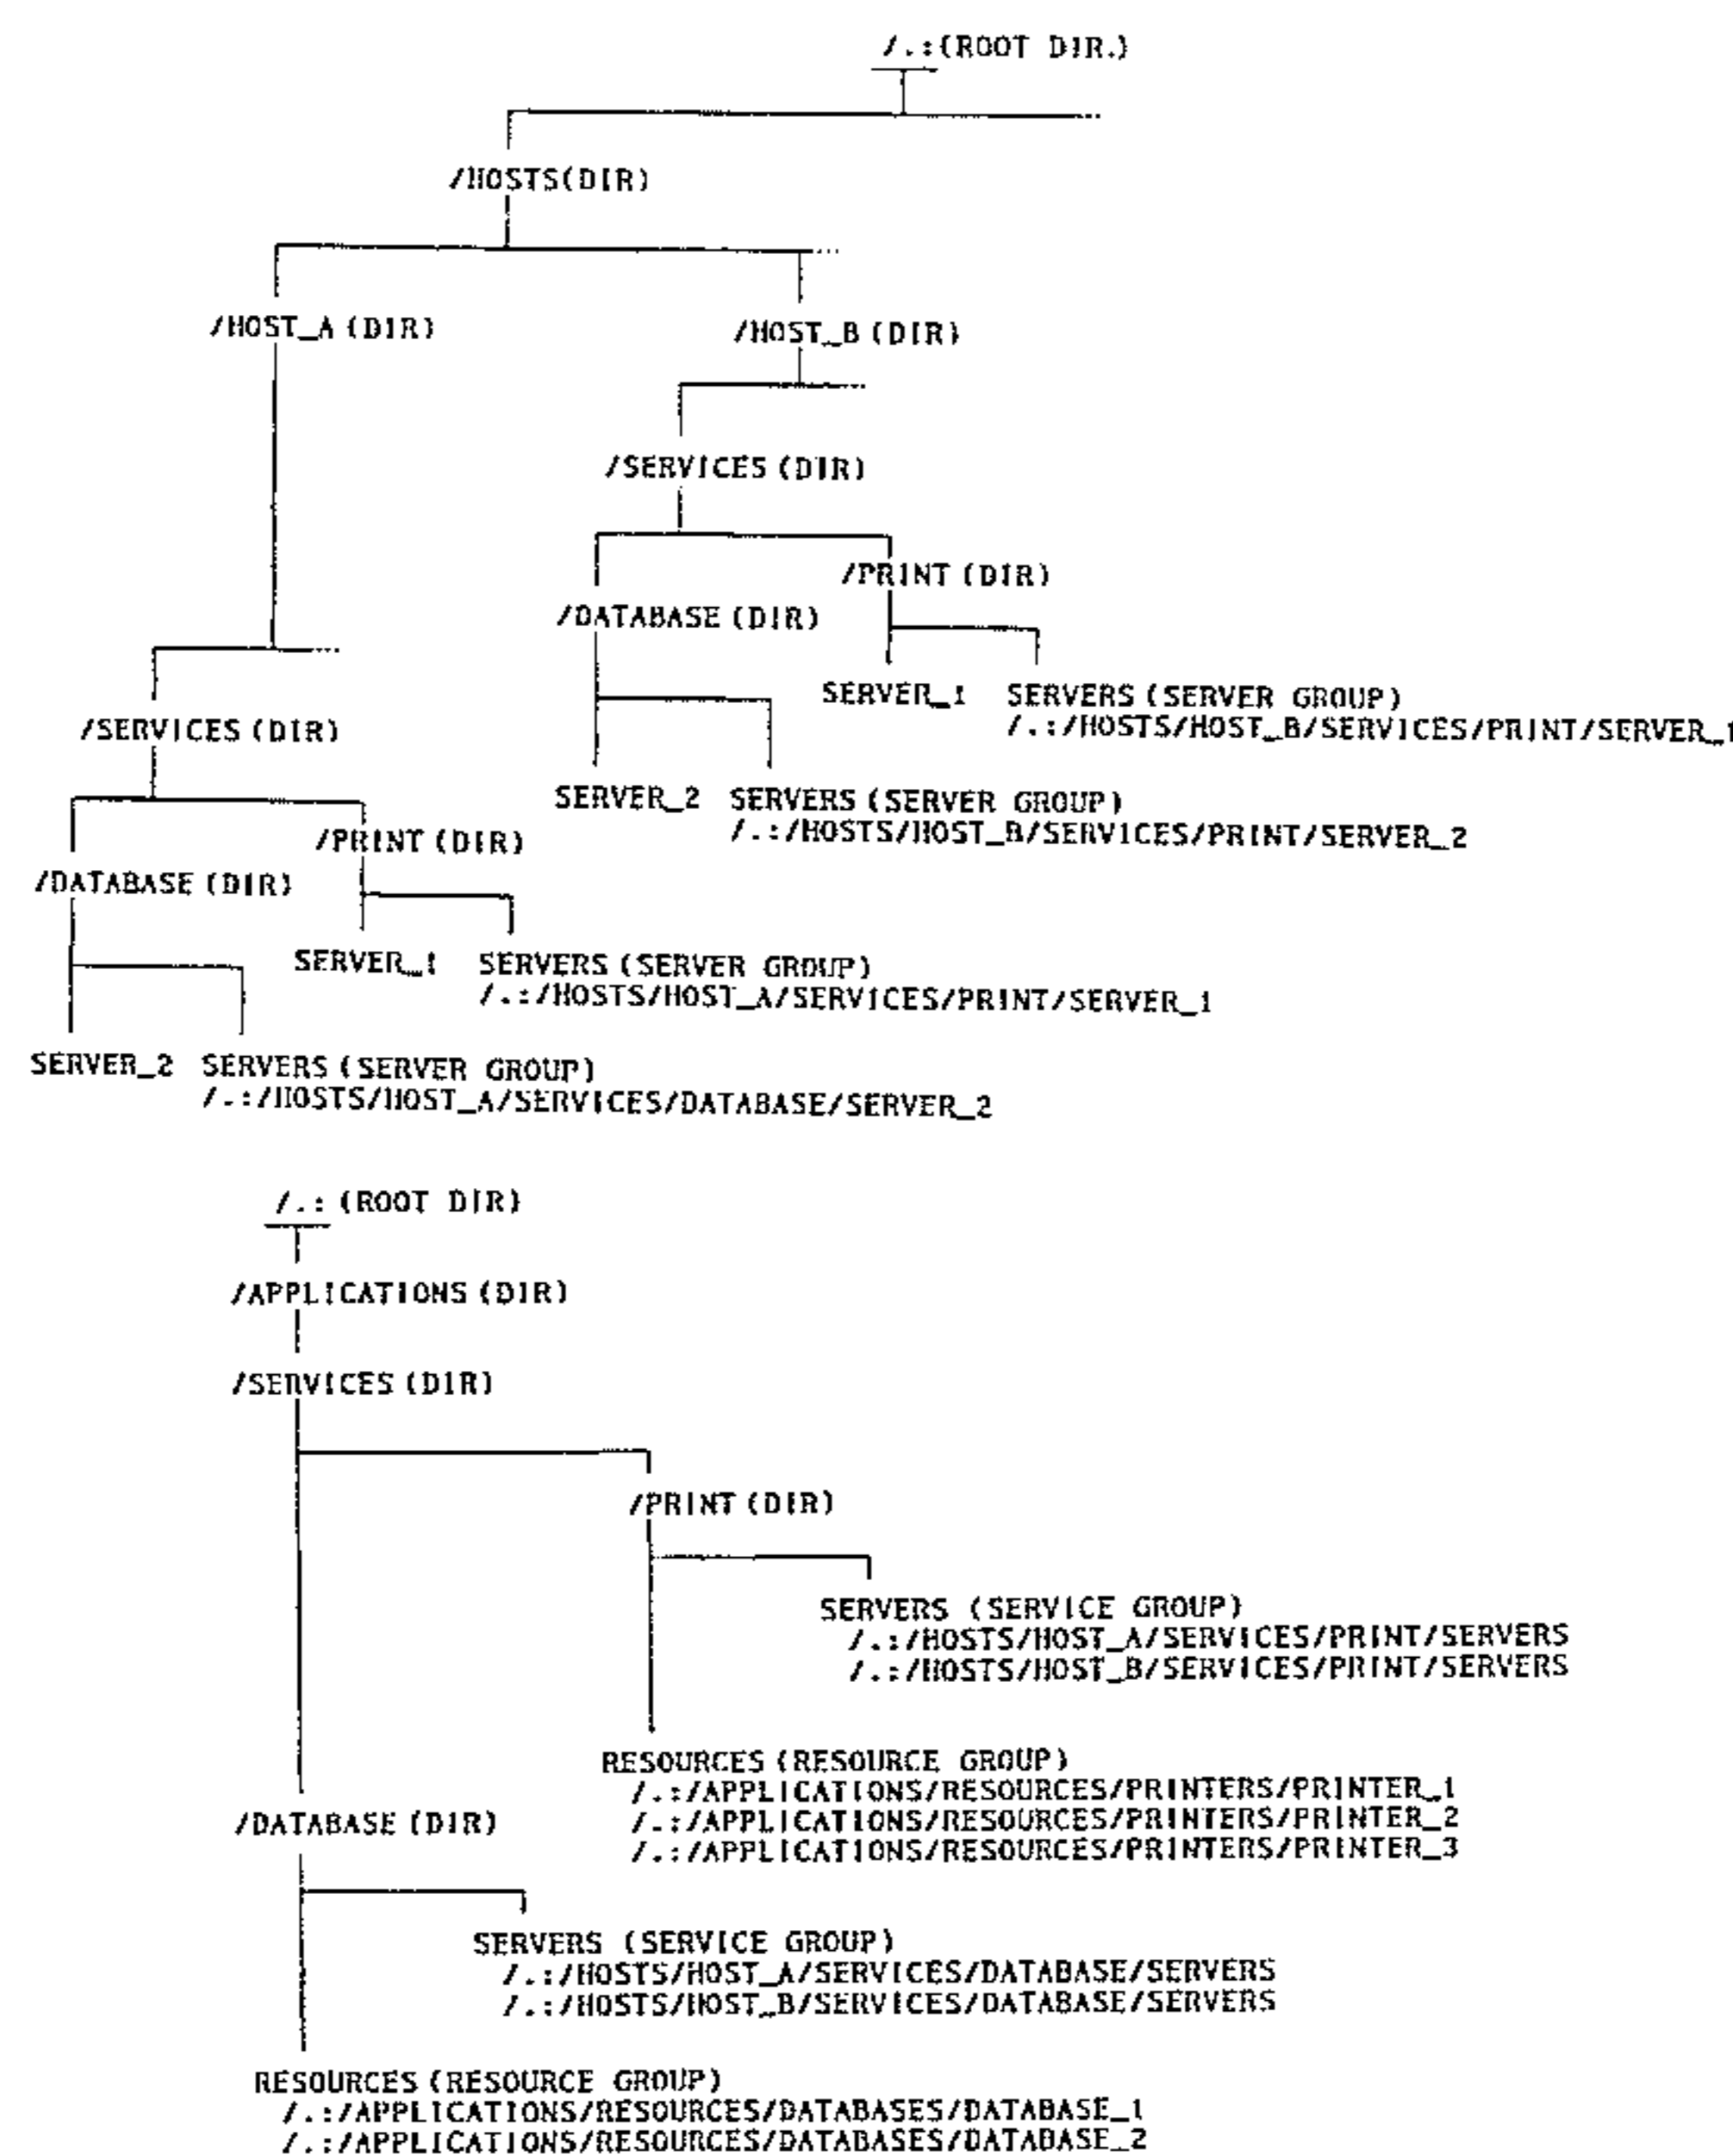 /.:(ROOT DIR.)
/HOSTS(DIR)
/HOST_A (DIR)
/HOST_B (DIR)
/SERVICES (DIR)
/PRINT (DIR)
/DATABASE (DIR)
SERVER_1
SERVERS (SERVER GROUP)
/.:/HOSTS/HOST_B/SERVICES/PRINT/SERVER_1
/SERVICES (DIR)
SERVER_2
SERVERS (SERVER GROUP)
/.:/HOSTS/HOST_B/SERVICES/PRINT/SERVER_2
/PRINT (DIR)
/DATABASE (DIR)
SERVER_1
SERVERS (SERVER GROUP)
/.:/HOSTS/HOST_A/SERVICES/PRINT/SERVER_1
SERVER_2
SERVERS (SERVER GROUP)
/.:/HOSTS/HOST_A/SERVICES/DATABASE/SERVER_2
/.: (ROOT DIR)
/APPLICATIONS (DIR)
/SERVICES (DIR)
/PRINT (DIR)
SERVERS (SERVICE GROUP)
/.:/HOSTS/HOST_A/SERVICES/PRINT/SERVERS
/.:/HOSTS/HOST_B/SERVICES/PRINT/SERVERS
RESOURCES (RESOURCE GROUP)
/.:/APPLICATIONS/RESOURCES/PRINTERS/PRINTER_1
/.:/APPLICATIONS/RESOURCES/PRINTERS/PRINTER_2
/.:/APPLICATIONS/RESOURCES/PRINTERS/PRINTER_3
/DATABASE (DIR)
SERVERS (SERVICE GROUP)
/.:/HOSTS/HOST_A/SERVICES/DATABASE/SERVERS
/.:/HOSTS/HOST_B/SERVICES/DATABASE/SERVERS
RESOURCES (RESOURCE GROUP)
/.:/APPLICATIONS/RESOURCES/DATABASES/DATABASE_1
/.:/APPLICATIONS/RESOURCES/DATABASES/DATABASE_2